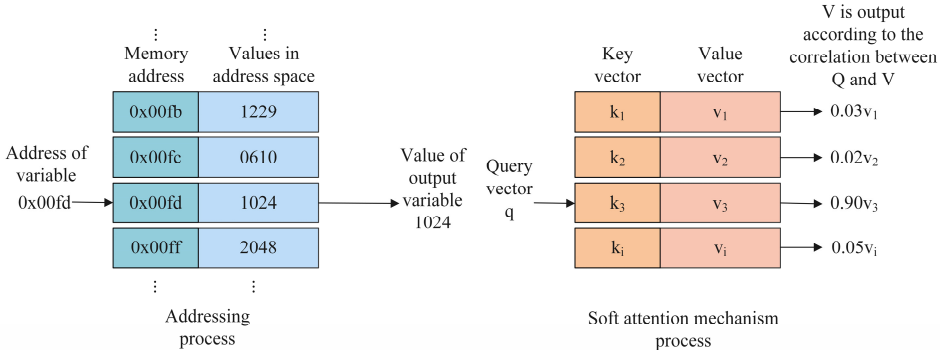 ⋮
⋮
Memory
address
Values in
address space
0x00fb
1229
0x00fc
0610
0x00fd
1024
0x00ff
2048
⋮
⋮
Address of
variable
0x00fd
Value of
output
variable
1024
Addressing
process
Query
vector
q
Key
vector
Value
vector
V is output
according to the
correlation between
Q and V
k1
v1
0.03v1
k2
v2
0.02v2
k3
v3
0.90v3
ki
vi
0.05vi
Soft attention mechanism
process